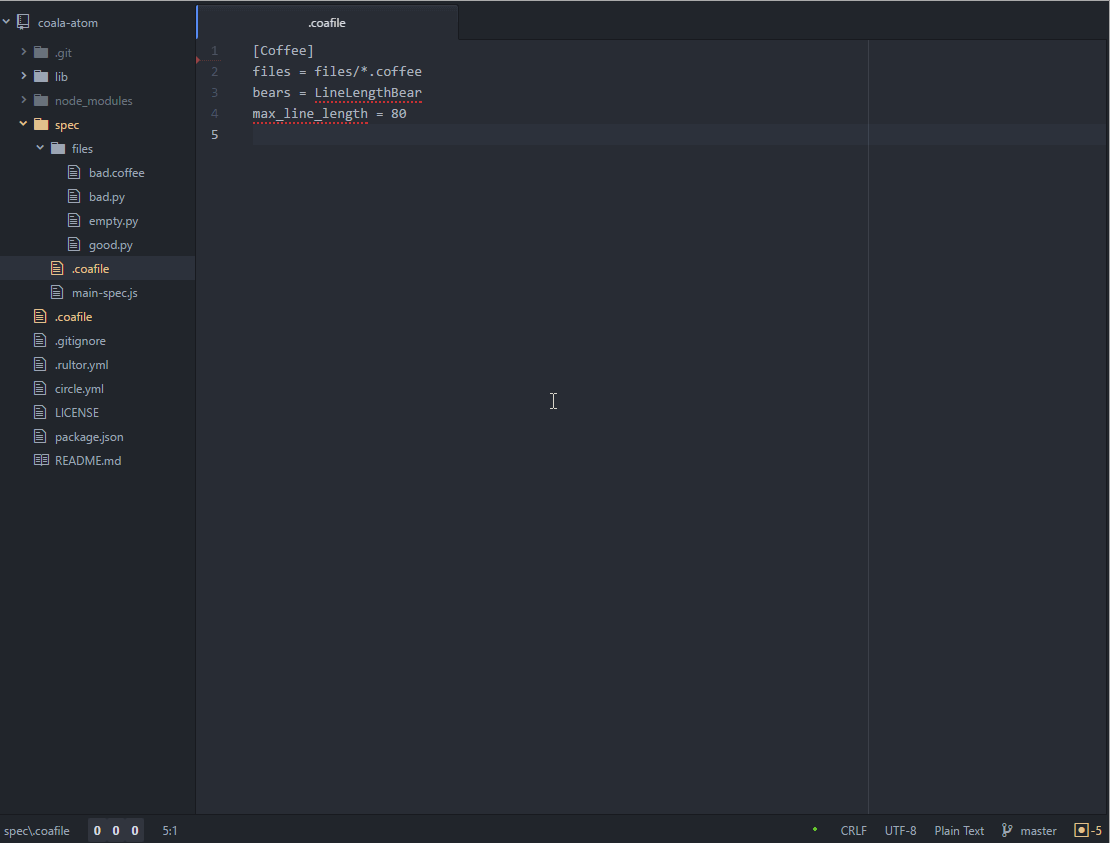 coala-atom
.git
lib
node_modules
spec
files
bad.coffee
bad.py
empty.py
good.py
.coafile
main-spec.js
.coafile
.gitignore
.rultor.yml
circle.yml
LICENSE
package.json
README.md
.coafile
1 [Coffee]
2 files = files/*.coffee
3 bears = LineLengthBear
4 max_line_length = 80
5
spec\.coafile 0 0 0 5:1 CRLF UTF-8 Plain Text master -5